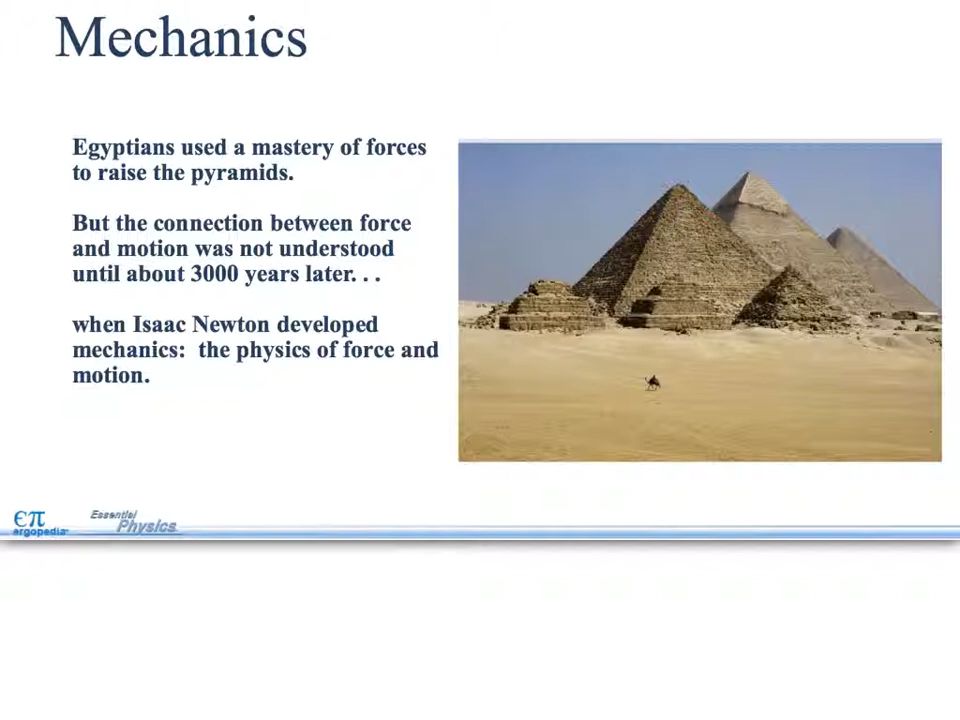 Mechanics
Egyptians used a mastery of forces
to raise the pyramids.
But the connection between force
and motion was not understood
until about 3000 years later. . .
when Isaac Newton developed
mechanics:  the physics of force and
motion.
єπ
ergopedia
Essential
Physics